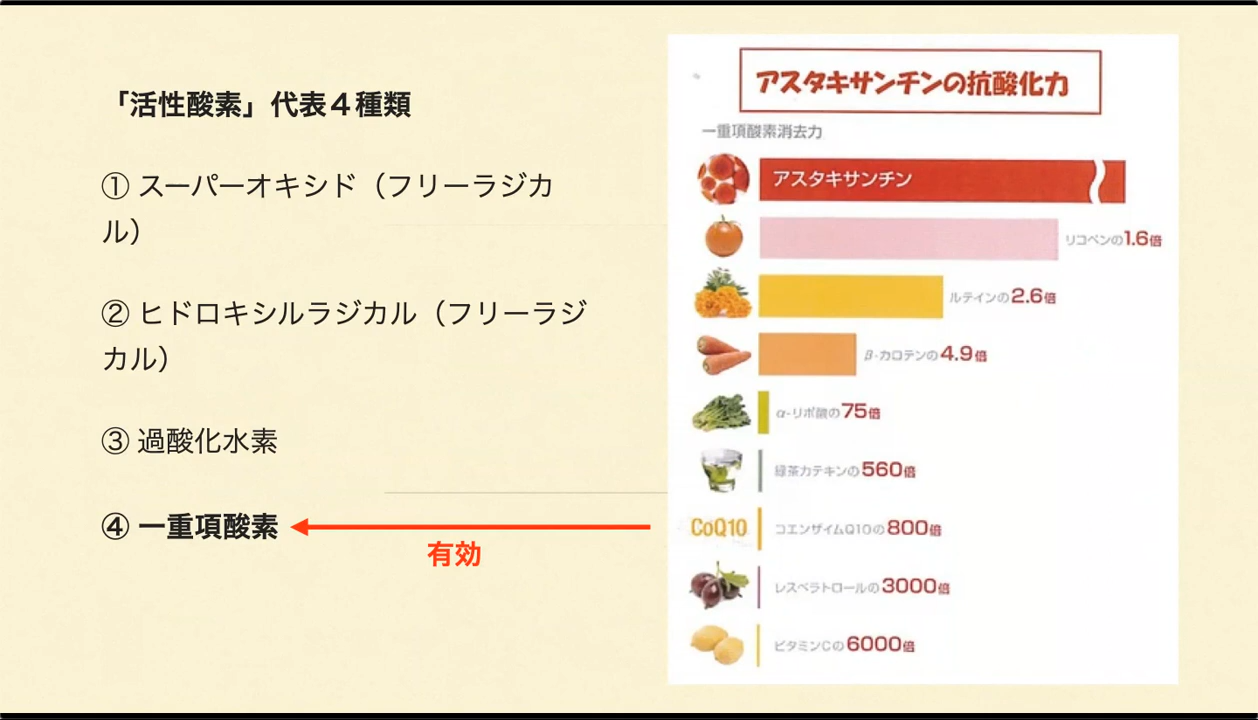 「活性酸素」代表４種類
① スーパーオキシド（フリーラジカ
ル）
② ヒドロキシルラジカル（フリーラジ
カル）
③ 過酸化水素
④ 一重項酸素
有効
アスタキサンチンの抗酸化力
一重項酸素消去力
アスタキサンチン
リコペンの1.6倍
ルテインの2.6倍
β-カロテンの4.9倍
α-リポ酸の75倍
緑茶カテキンの560倍
CoQ10
コエンザイムQ10の800倍
レスベラトロールの3000倍
ビタミンCの6000倍